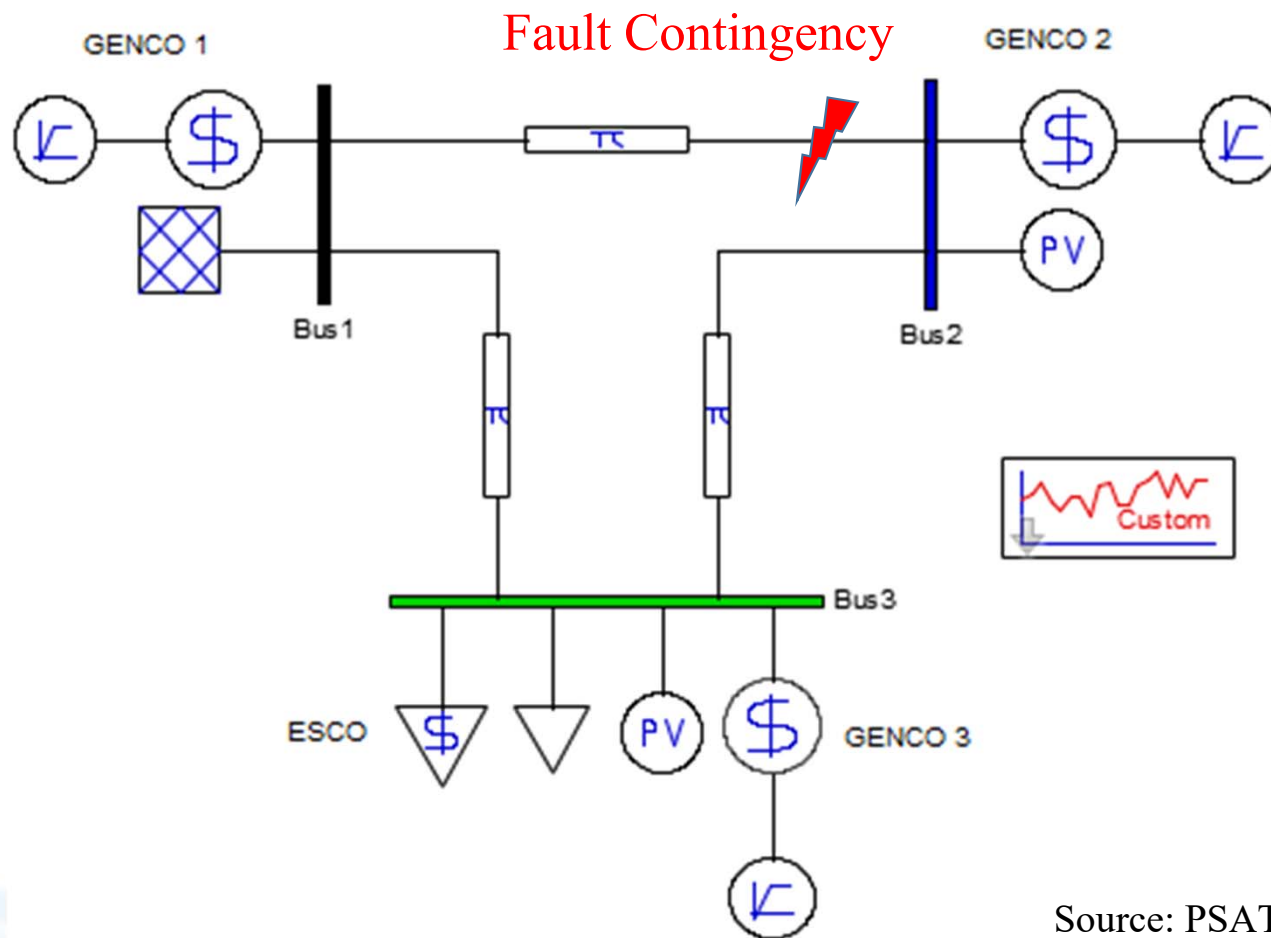 Fault Contingency
GENCO 1
GENCO 2
$
π
$
PV
Bus1
Bus2
π
π
Custom
Bus3
ESCO
$
PV
$
GENCO 3
Source: PSAT